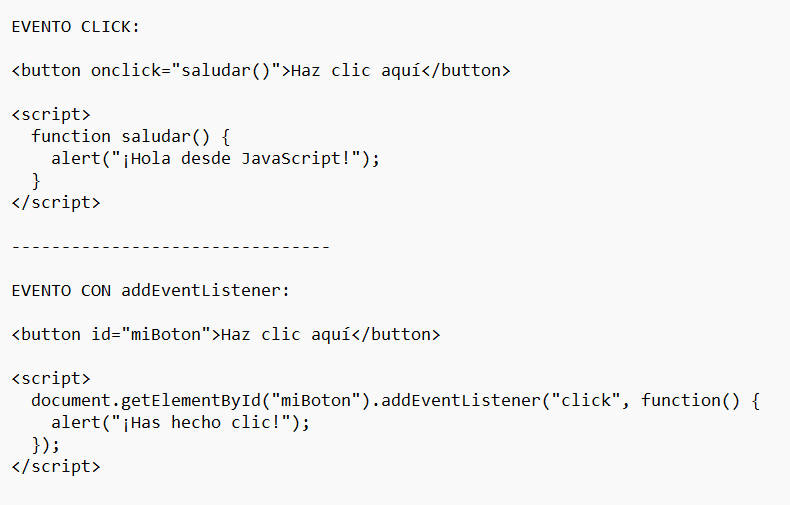 EVENTO CLICK:
<button onclick="saludar()">Haz clic aquí</button>
<script>
  function saludar() {
    alert("¡Hola desde JavaScript!");
  }
</script>
--------------------------------
EVENTO CON addEventListener:
<button id="miBoton">Haz clic aquí</button>
<script>
  document.getElementById("miBoton").addEventListener("click", function() {
    alert("¡Has hecho clic!");
  });
</script>